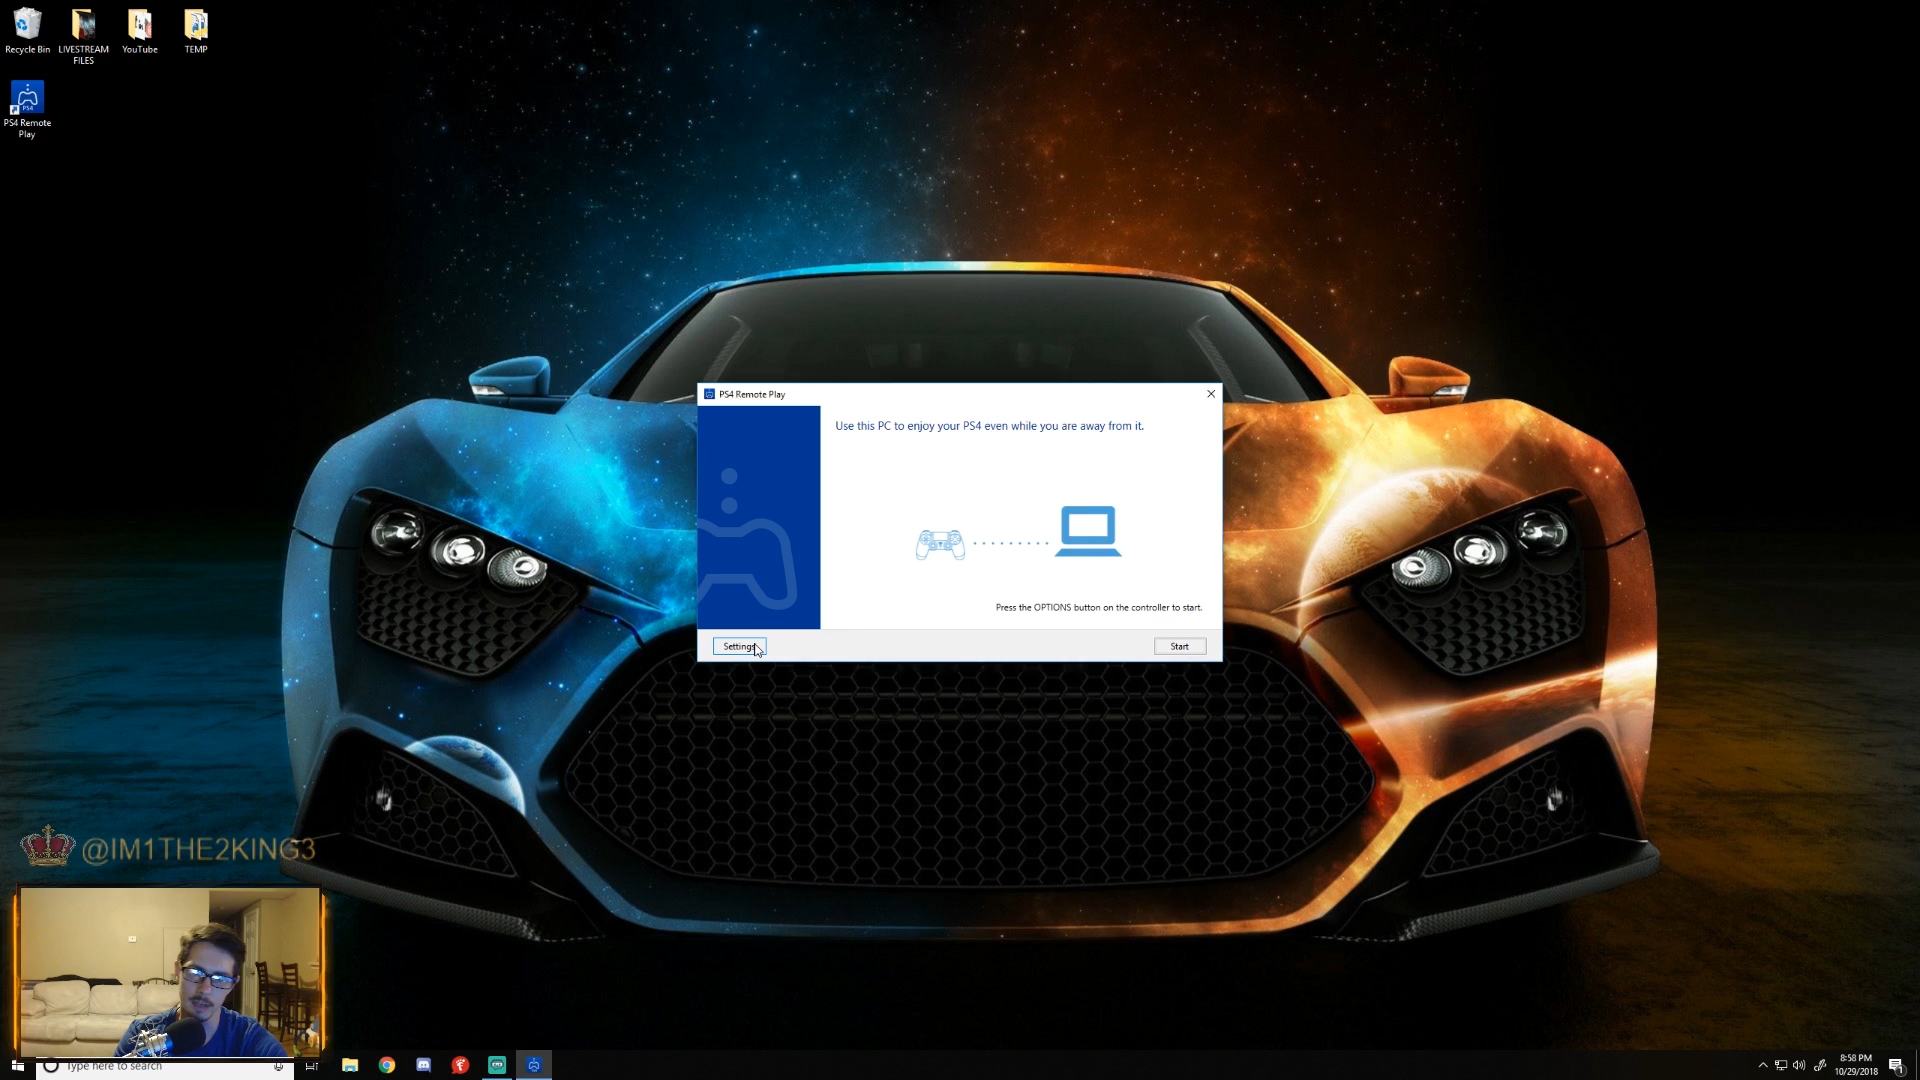 Recycle Bin
LIVESTREAM FILES
YouTube
TEMP
PS4
PS4 Remote Play
PS4 Remote Play
Use this PC to enjoy your PS4 even while you are away from it.
Press the OPTIONS button on the controller to start.
Settings
Start
@IM1THE2KING3
Type here to search
8:58 PM
10/29/2018
1